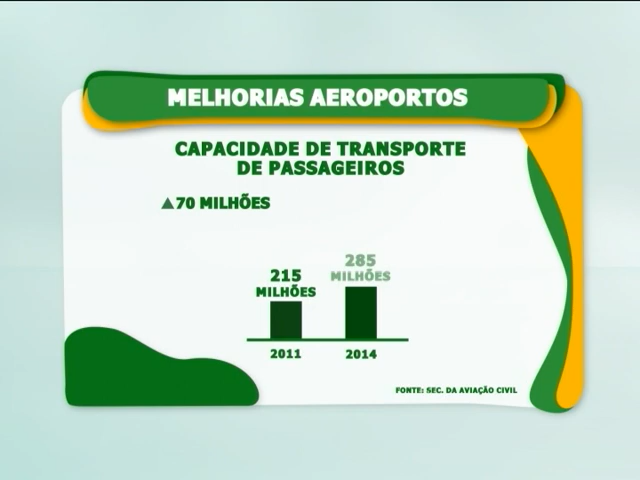 MELHORIAS AEROPORTOS
CAPACIDADE DE TRANSPORTE
DE PASSAGEIROS
▲70 MILHÕES
215
MILHÕES
285
MILHÕES
2011
2014
FONTE: SEC. DA AVIAÇÃO CIVIL